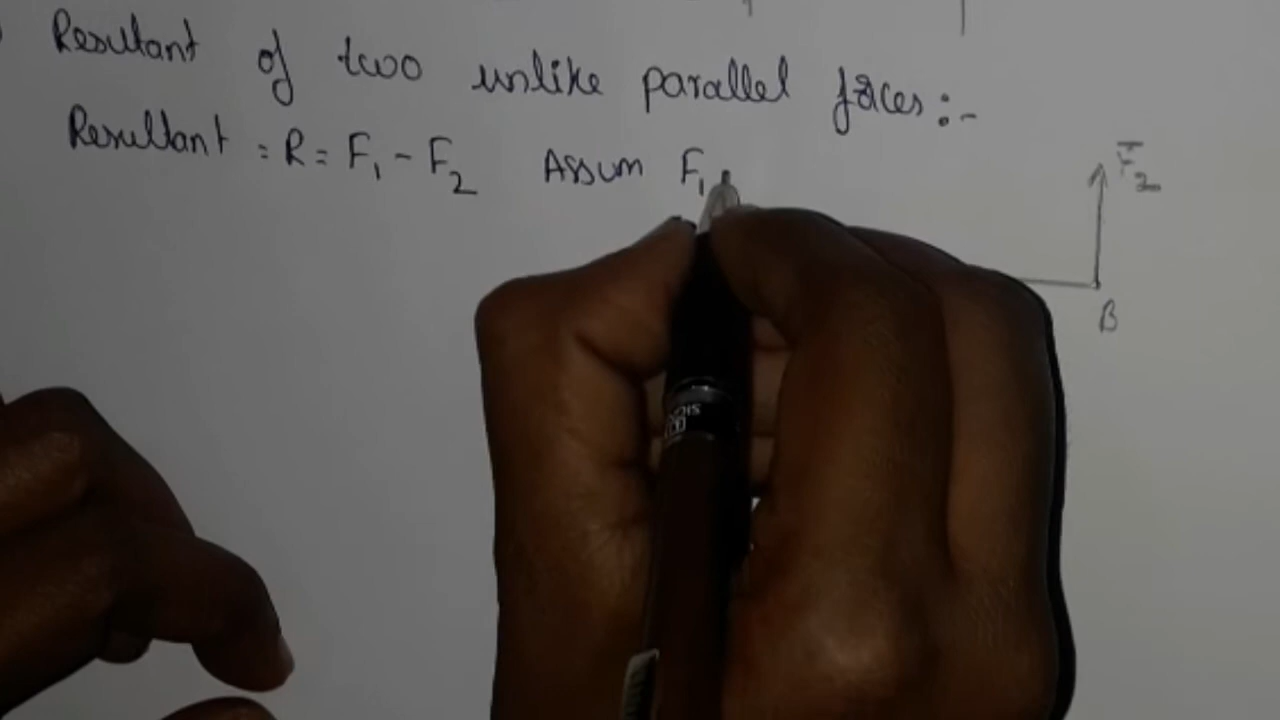 Resultant of two unlike parallel forces:-
Resultant = R = F₁ - F₂ Assum F₁
F₂
B